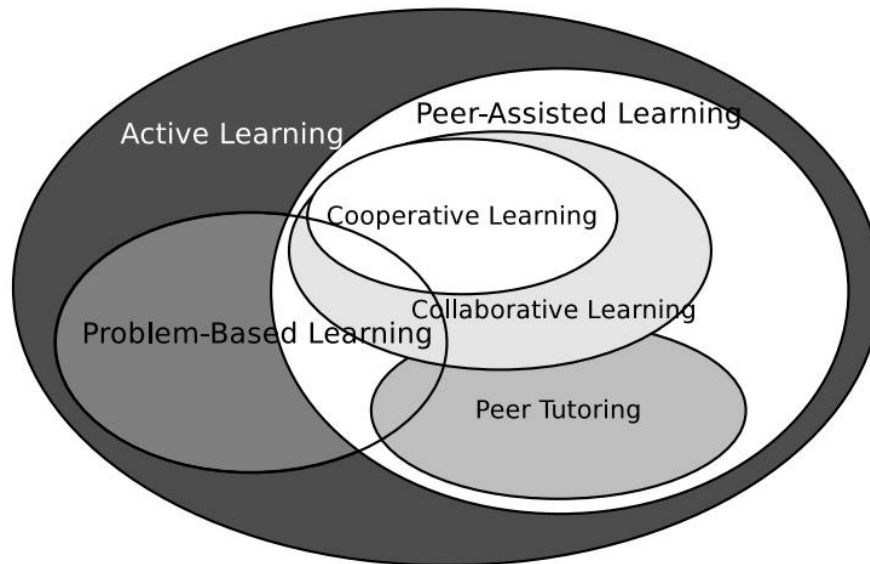 Peer-Assisted Learning
Active Learning
Cooperative Learning
Collaborative Learning
Problem-Based Learning
Peer Tutoring